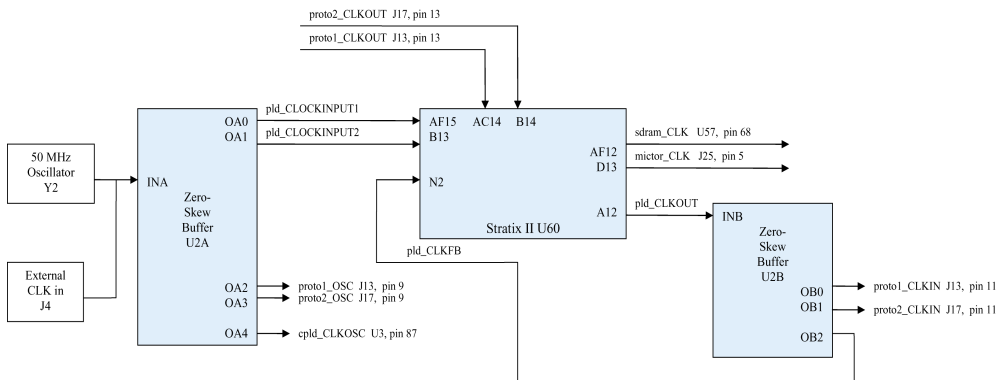 proto2_CLKOUT J17, pin 13
proto1_CLKOUT J13, pin 13
pld_CLOCKINPUT1
pld_CLOCKINPUT2
OA0
OA1
AF15
B13
AC14
B14
sdram_CLK U57, pin 68
mictor_CLK J25, pin 5
AF12
D13
50 MHz
Oscillator
Y2
INA
N2
A12
pld_CLKOUT
INB
Zero-
Skew
Buffer
U2A
Stratix II U60
pld_CLKFB
Zero-
Skew
Buffer
U2B
External
CLK in
J4
OA2
OA3
proto1_OSC J13, pin 9
proto2_OSC J17, pin 9
OB0
OB1
proto1_CLKIN J13, pin 11
proto2_CLKIN J17, pin 11
OA4
cpld_CLKOSC U3, pin 87
OB2